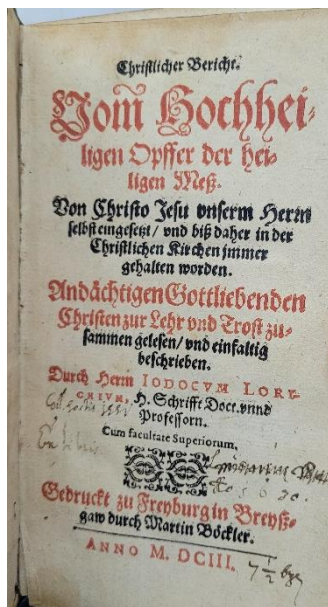 Christlicher Bericht.
Vom̃ Hochhei-
ligen Opffer der hei-
ligen Meß.
Von Christo Jesu vnserm Herrn
selbst eingesetzt/ vnd biß daher in der
Christlichen Kirchen jmmer
gehalten worden.
Andächtigen Gottliebenden
Christen zur Lehr vnd Trost zu-
sammen gelesen/ vnd einfaltig
beschrieben.
Durch Herrn IODOCVM LORI-
CHIVM, H. Schrifft Doct. vnnd
Professorn.
Cum facultate Superiorum,
Ex libris
Gedruckt zu Freyburg in Breyß-
gaw durch Martin Böckler.
ANNO M. DCIII.